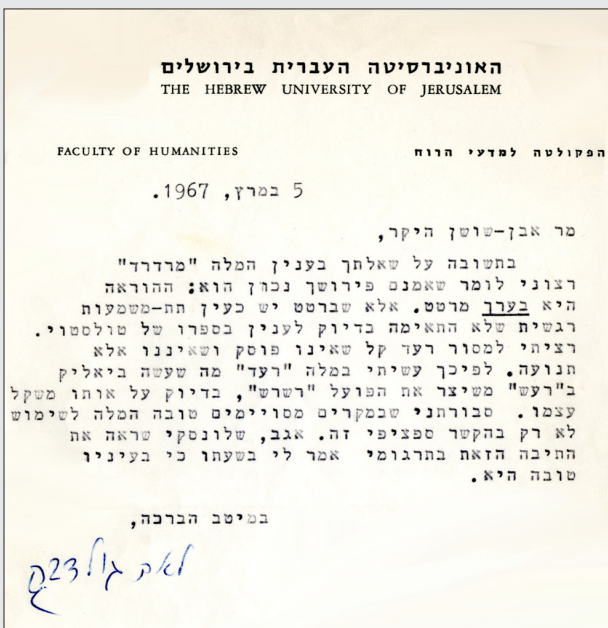 האוניברסיטה העברית בירושלים
THE HEBREW UNIVERSITY OF JERUSALEM
FACULTY OF HUMANITIES הפקולטה למדעי הרוח
5 במרץ, 1967.
מר אבן-שושן היקר,
בתשובה על שאלתך בענין המלה "מרדרד"
רצוני לומר שאמנם פירושך נכון הוא: ההוראה
היא בערך מרטט. אלא שברטט יש כעין תת-משמעות
רגשית שלא התאימה בדיוק לענין בספרו של טולסטוי.
רציתי למסור רעד קל שאינו פוסק ושאיננו אלא
תנועה. לפיכך עשיתי במלה "רעד" מה שעשה ביאליק
ב"רעש" משיצר את הפועל "רשרש", בדיוק על אותו משקל
עצמו. סבורתני שבמקרים מסויימים טובה המלה לשימוש
לא רק בהקשר ספציפי זה. אגב, שלונסקי שראה את
התיבה הזאת בתרגומי אמר לי בשעתו כי בעיניו
טובה היא.
במיטב הברכה,
לאה גולדברג